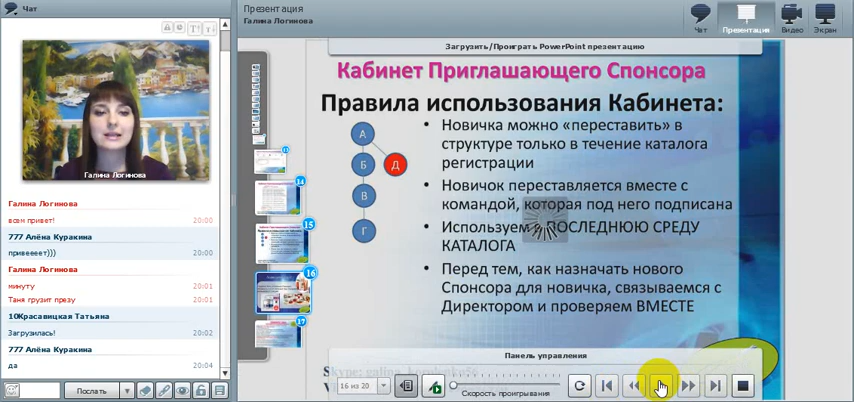 Чат
Презентация
Галина Логинова
Чат
Презентация
Видео
Экран
Загрузить/Проиграть PowerPoint презентацию
Галина Логинова
Галина Логинова
всем привет!
20:00
777 Алёна Куракина
привеееет)))
20:00
Галина Логинова
минуту
20:01
Таня грузит презу
20:01
10Красавицкая Татьяна
Загрузилась!
20:02
777 Алёна Куракина
да
20:04
Послать
14
15
16
17
Кабинет Приглашающего Спонсора
Правила использования Кабинета:
А
Б
Д
В
Г
• Новичка можно «переставить» в
структуре только в течение каталога
регистрации
• Новичок переставляется вместе с
командой, которая под него подписана
• Используем в ПОСЛЕДНЮЮ СРЕДУ
КАТАЛОГА
• Перед тем, как назначать нового
Спонсора для новичка, связываемся с
Директором и проверяем ВМЕСТЕ
Панель управления
16 из 20
Скорость проигрывания